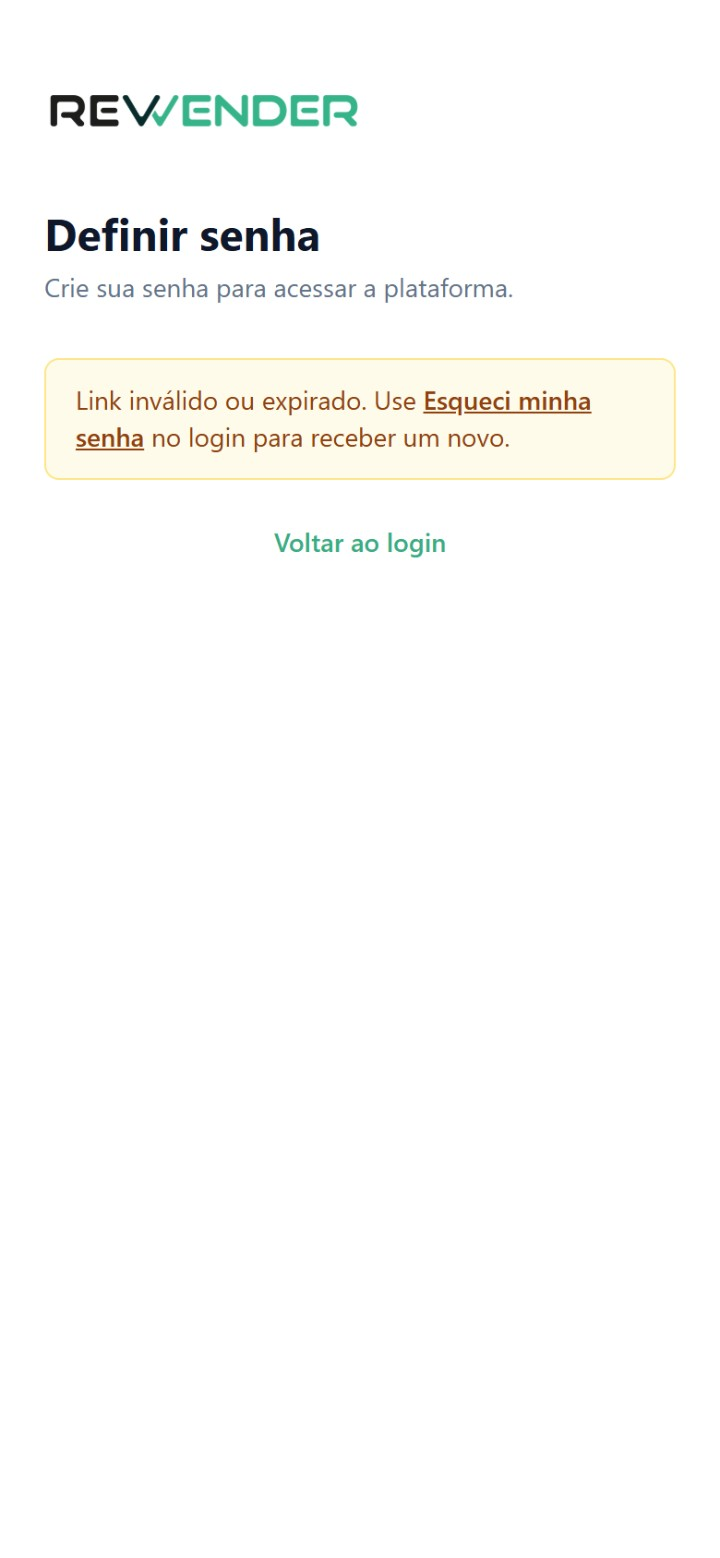 REVVENDER
Definir senha
Crie sua senha para acessar a plataforma.
Link inválido ou expirado. Use Esqueci minha
senha no login para receber um novo.
Voltar ao login